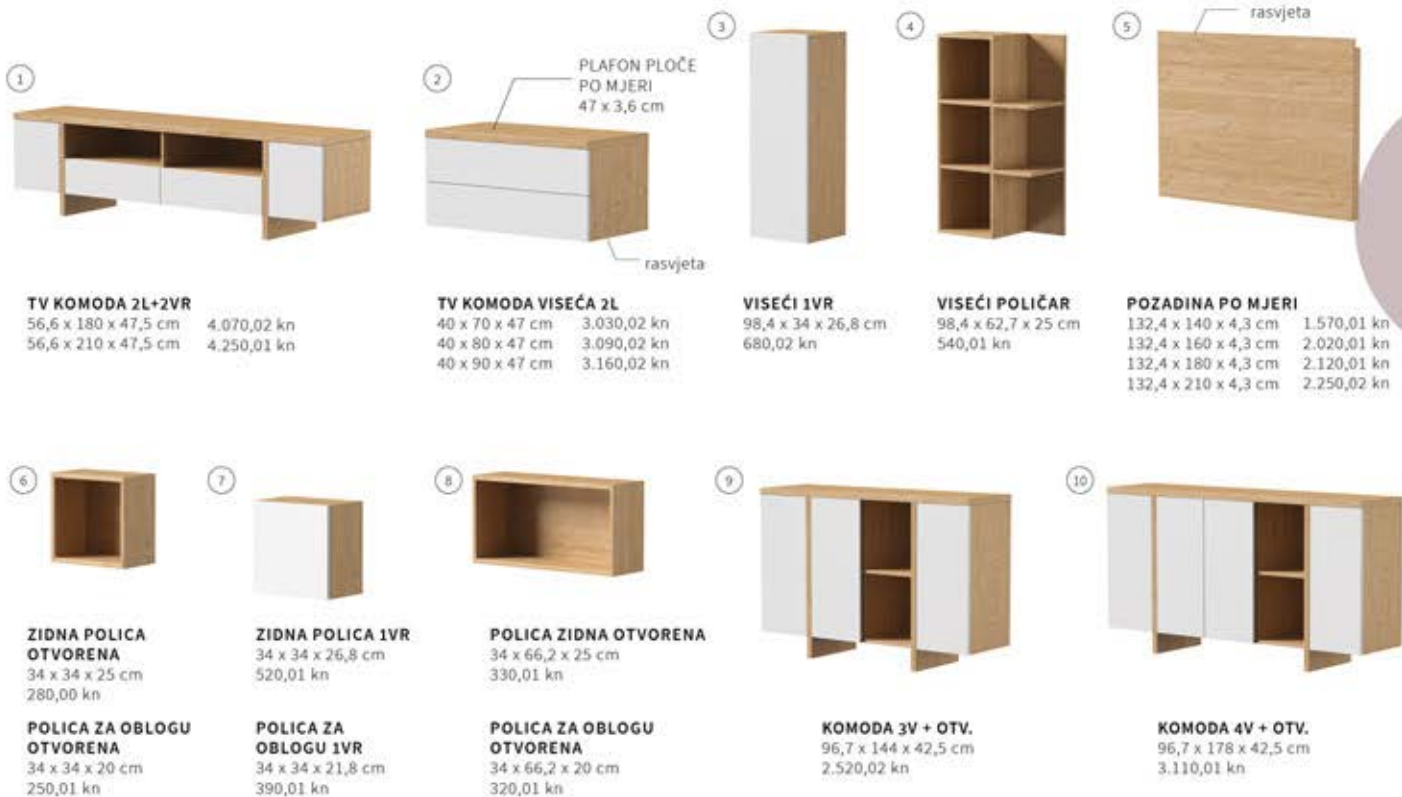 1
TV KOMODA 2L+2VR
56,6 x 180 x 47,5 cm 4.070,02 kn
56,6 x 210 x 47,5 cm 4.250,01 kn
2
PLAFON PLOČE
PO MJERI
47 x 3,6 cm
rasvjeta
TV KOMODA VISEĆA 2L
40 x 70 x 47 cm 3.030,02 kn
40 x 80 x 47 cm 3.090,02 kn
40 x 90 x 47 cm 3.160,02 kn
3
VISEĆI 1VR
98,4 x 34 x 26,8 cm
680,02 kn
4
VISEĆI POLIČAR
98,4 x 62,7 x 25 cm
540,01 kn
5
rasvjeta
POZADINA PO MJERI
132,4 x 140 x 4,3 cm 1.570,01 kn
132,4 x 160 x 4,3 cm 2.020,01 kn
132,4 x 180 x 4,3 cm 2.120,01 kn
132,4 x 210 x 4,3 cm 2.250,02 kn
6
ZIDNA POLICA
OTVORENA
34 x 34 x 25 cm
280,00 kn
POLICA ZA OBLOGU
OTVORENA
34 x 34 x 20 cm
250,01 kn
7
ZIDNA POLICA 1VR
34 x 34 x 26,8 cm
520,01 kn
POLICA ZA
OBLOGU 1VR
34 x 34 x 21,8 cm
390,01 kn
8
POLICA ZIDNA OTVORENA
34 x 66,2 x 25 cm
330,01 kn
POLICA ZA OBLOGU
OTVORENA
34 x 66,2 x 20 cm
320,01 kn
9
KOMODA 3V + OTV.
96,7 x 144 x 42,5 cm
2.520,02 kn
10
KOMODA 4V + OTV.
96,7 x 178 x 42,5 cm
3.110,01 kn